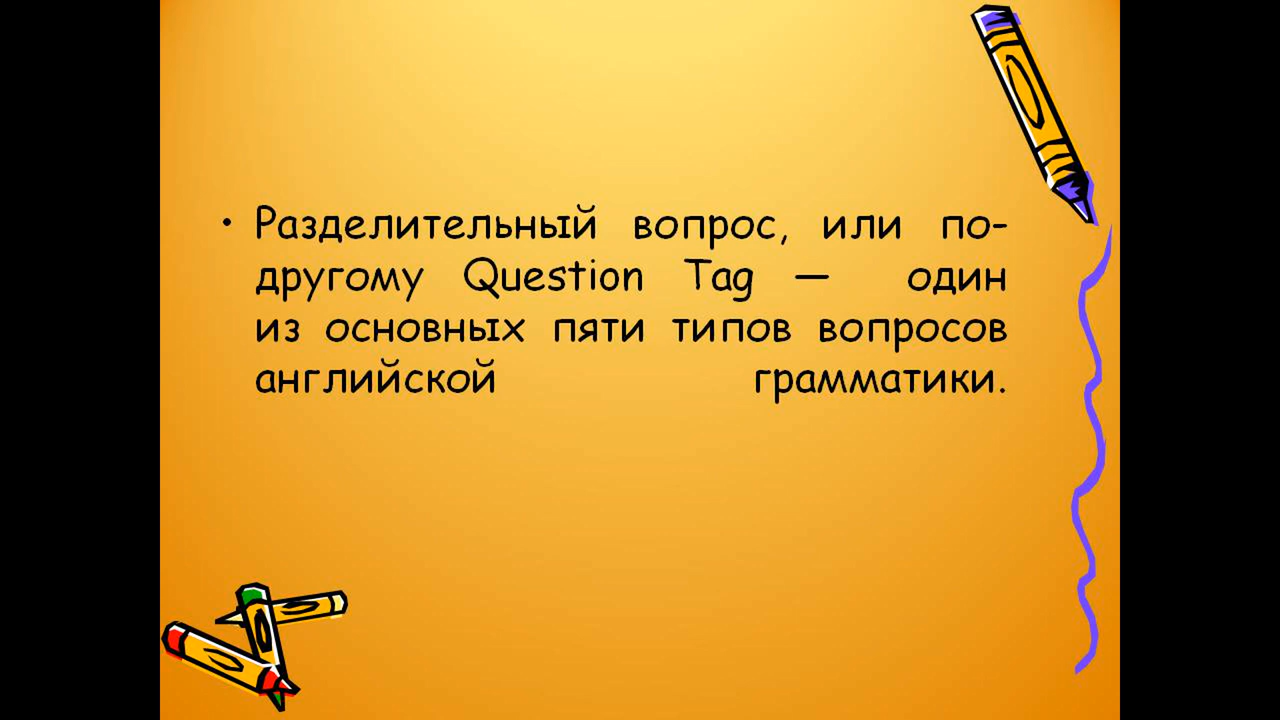 • Разделительный вопрос, или по-
другому Question Tag — один
из основных пяти типов вопросов
английской грамматики.